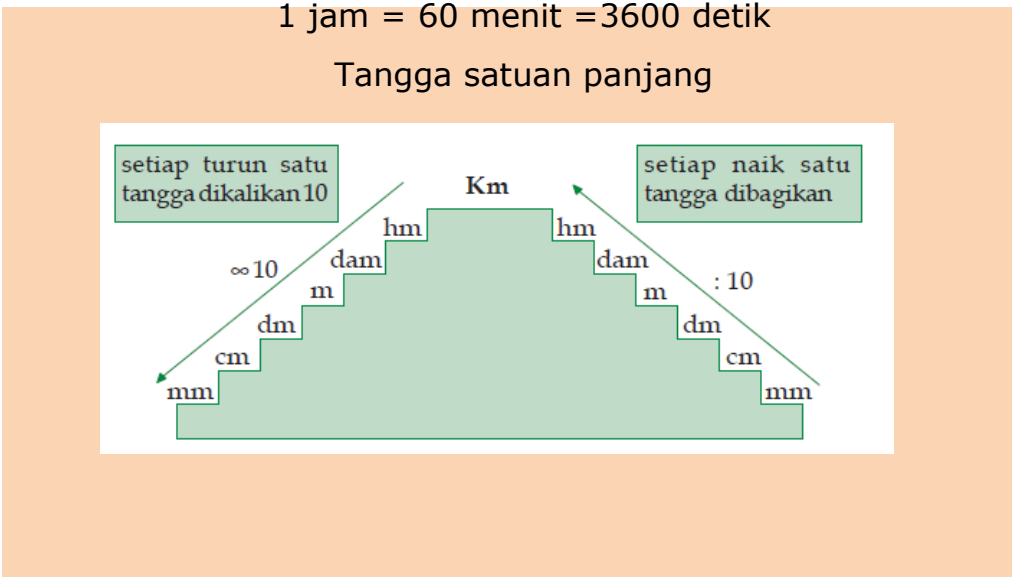 1 jam = 60 menit =3600 detik
Tangga satuan panjang
setiap turun satu
tangga dikalikan 10
setiap naik satu
tangga dibagikan
Km
hm
hm
dam
dam
∞ 10
: 10
m
m
dm
dm
cm
cm
mm
mm